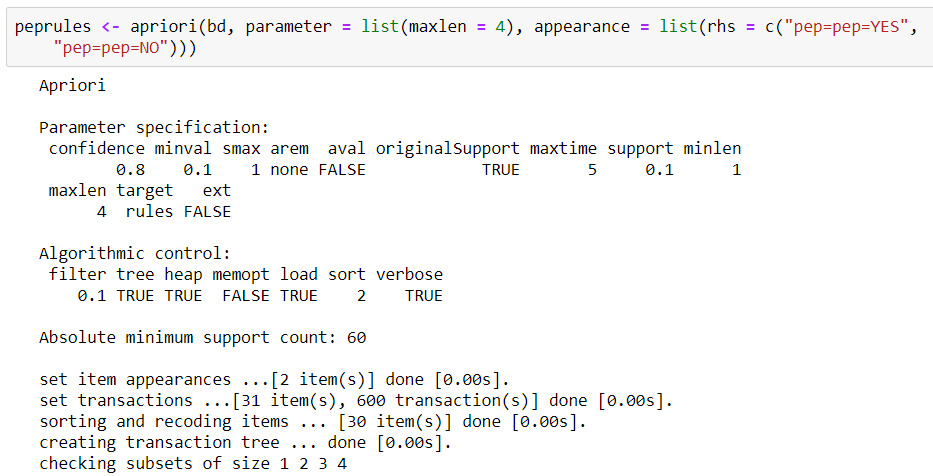 peprules <- apriori(bd, parameter = list(maxlen = 4), appearance = list(rhs = c("pep=pep=YES",
    "pep=pep=NO")))
Apriori

Parameter specification:
 confidence minval smax arem  aval originalSupport maxtime support minlen
        0.8    0.1    1 none FALSE            TRUE       5     0.1      1
 maxlen target   ext
      4  rules FALSE

Algorithmic control:
 filter tree heap memopt load sort verbose
    0.1 TRUE TRUE  FALSE TRUE    2    TRUE

Absolute minimum support count: 60

set item appearances ...[2 item(s)] done [0.00s].
set transactions ...[31 item(s), 600 transaction(s)] done [0.00s].
sorting and recoding items ... [30 item(s)] done [0.00s].
creating transaction tree ... done [0.00s].
checking subsets of size 1 2 3 4